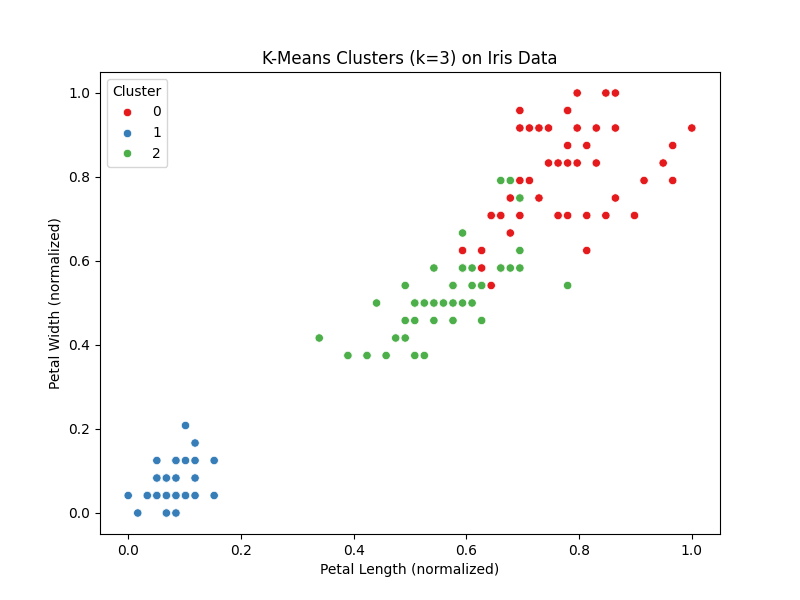 K-Means Clusters (k=3) on Iris Data
Cluster
0
1
2
1.0
0.8
0.6
0.4
0.2
0.0
Petal Width (normalized)
0.0 0.2 0.4 0.6 0.8 1.0
Petal Length (normalized)